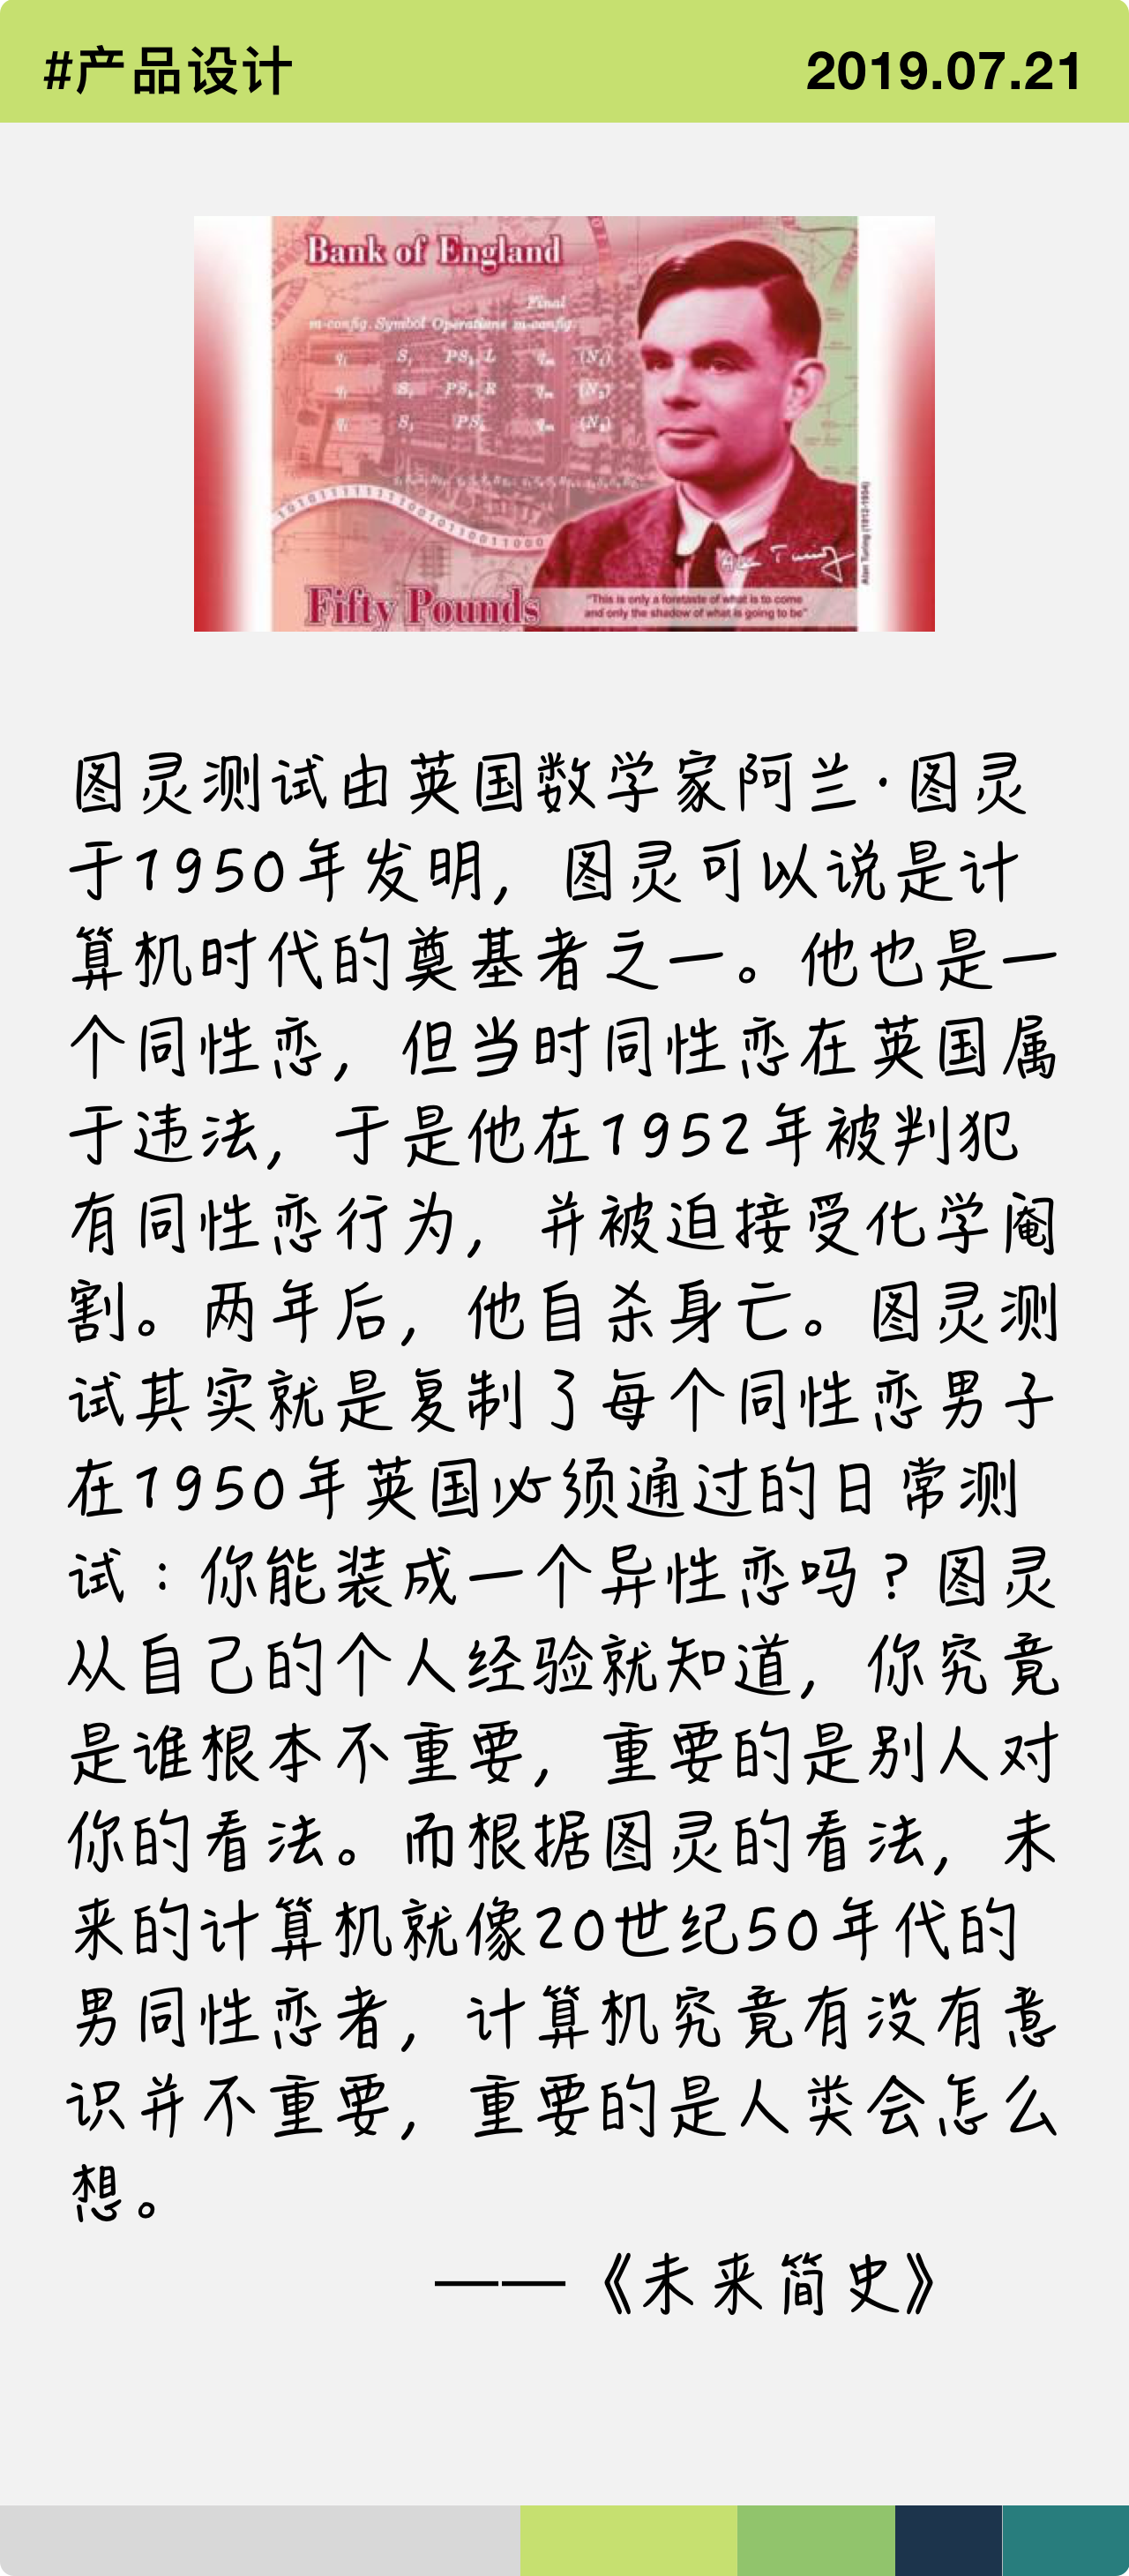 #产品设计 2019.07.21
Bank of England
Final
m-config. Symbol Operations m-config.
Alan Turing (1912-1954)
Alan Turing
Fifty Pounds
"This is only a foretaste of what is to come
and only the shadow of what is going to be"
图灵测试由英国数学家阿兰·图灵
于1950年发明，图灵可以说是计
算机时代的奠基者之一。他也是一
个同性恋，但当时同性恋在英国属
于违法，于是他在1952年被判犯
有同性恋行为，并被迫接受化学阉
割。两年后，他自杀身亡。图灵测
试其实就是复制了每个同性恋男子
在1950年英国必须通过的日常测
试：你能装成一个异性恋吗？图灵
从自己的个人经验就知道，你究竟
是谁根本不重要，重要的是别人对
你的看法。而根据图灵的看法，未
来的计算机就像20世纪50年代的
男同性恋者，计算机究竟有没有意
识并不重要，重要的是人类会怎么
想。
——《未来简史》